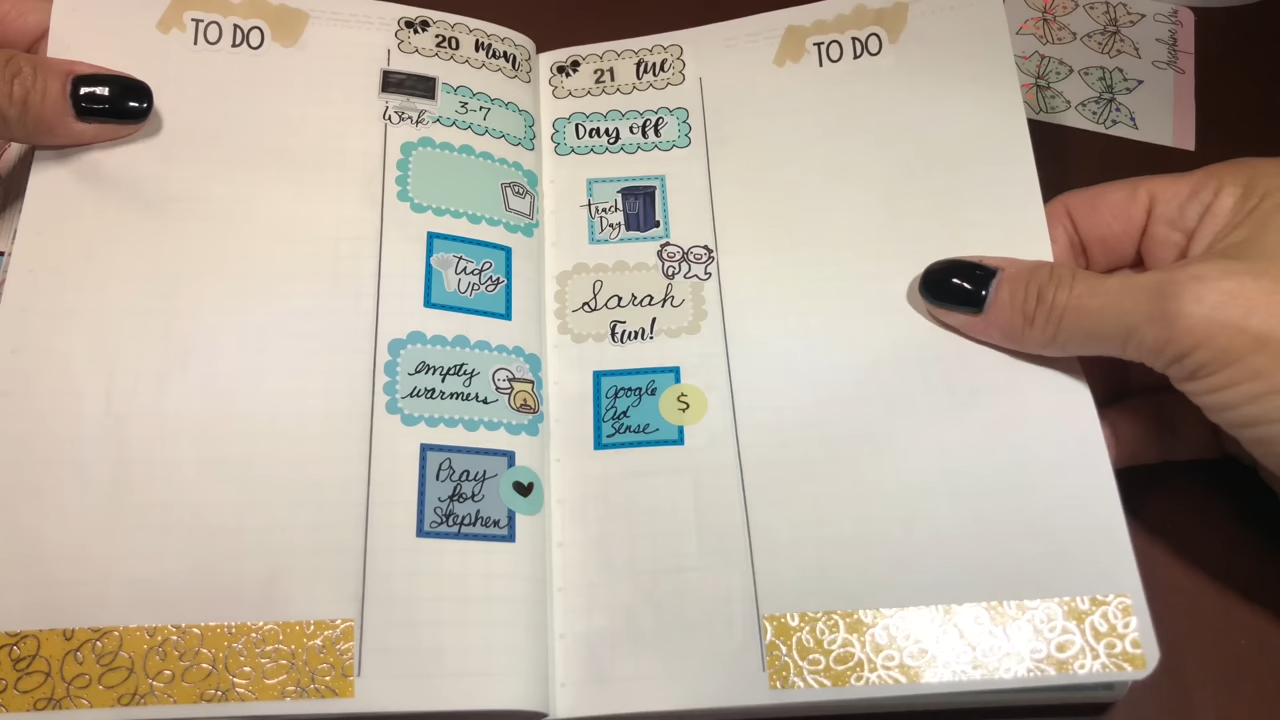 TO DO
20 Mon
Work
3-7
Tidy
UP
empty
warmers
Pray
for
Stephen
21 tue
Day off
Trash
Day
Sarah
Fun!
google
ad
sense
$
TO DO